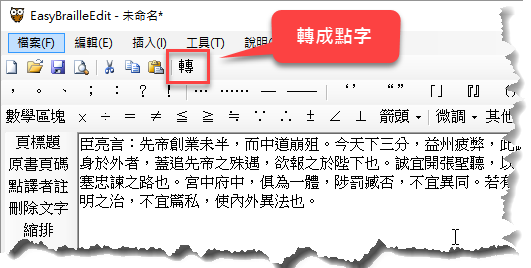 EasyBrailleEdit - 未命名*
檔案(F) 編輯(E) 插入(I) 工具(T) 說明
轉成點字
轉
， 、 ； ： ？ ！ … …… — —— ‘’ “” 「」 『』
數學區塊 × ÷ = ≠ ≦ ≧ ≒ ∵ ∴ ± ∠ ⊥ 箭頭 微調 其他
頁標題
原書頁碼
點譯者註
刪除文字
縮排
臣亮言：先帝創業未半，而中道崩殂。今天下三分，益州疲弊，此
身於外者，蓋追先帝之殊遇，欲報之於陛下也。誠宜開張聖聽，以
塞忠諫之路也。宮中府中，俱為一體，陟罰臧否，不宜異同。若有
明之治，不宜篤私，使內外異法也。